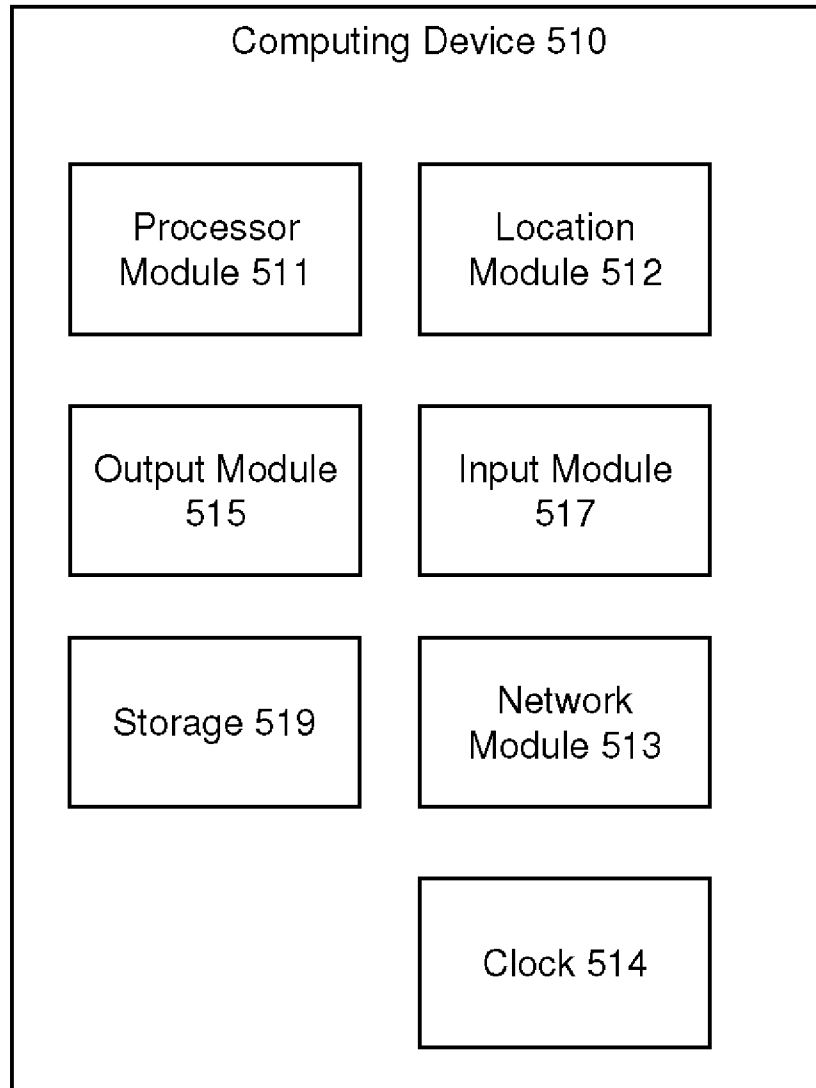 Computing Device 510
Processor
Module 511
Location
Module 512
Output Module
515
Input Module
517
Storage 519
Network
Module 513
Clock 514